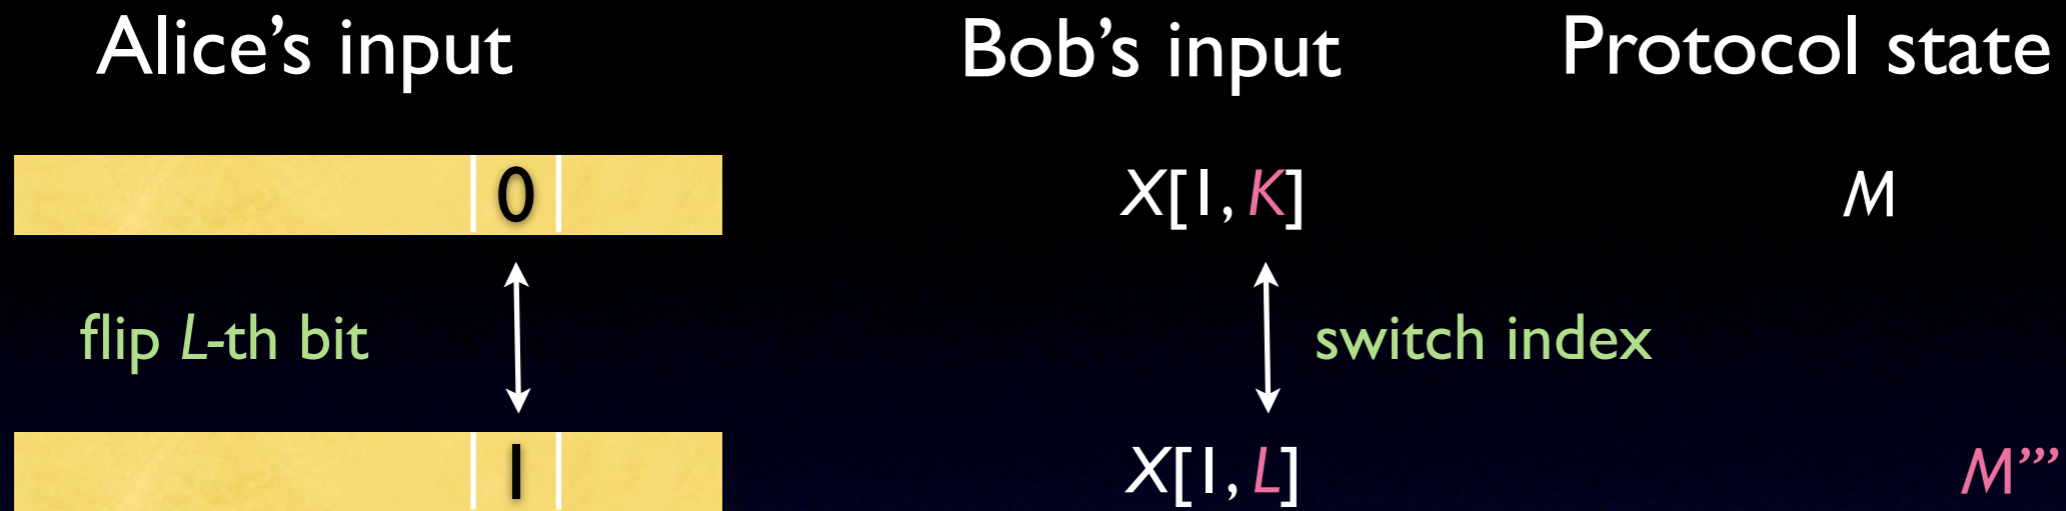 Alice’s input Bob’s input Protocol state
0 X[1, K] M
flip L-th bit switch index
1 X[1, L] M’’’